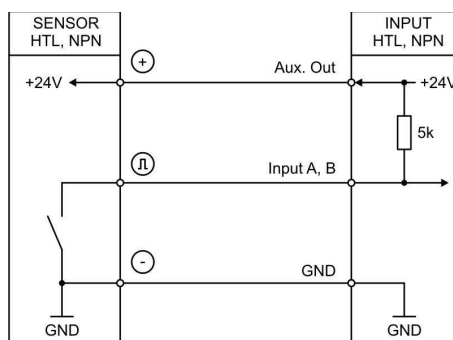 SENSOR
HTL, NPN
INPUT
HTL, NPN
+
Aux. Out
+24V
+24V
5k
Input A, B
-
GND
GND
GND